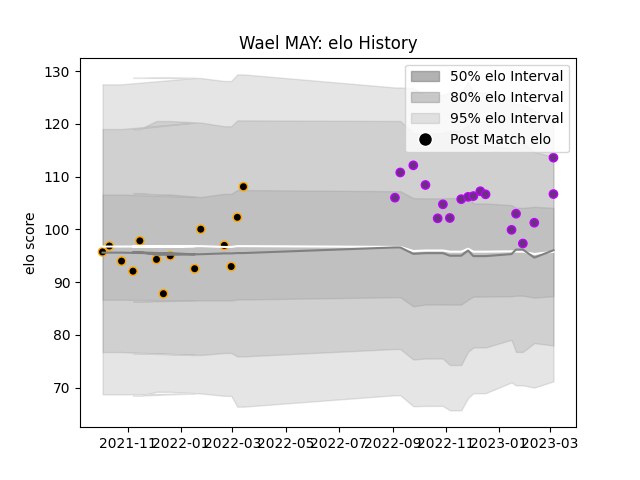 Wael MAY: elo History
50% elo Interval
80% elo Interval
95% elo Interval
Post Match elo
elo score
130
120
110
100
90
80
70
2021-11 2022-01 2022-03 2022-05 2022-07 2022-09 2022-11 2023-01 2023-03